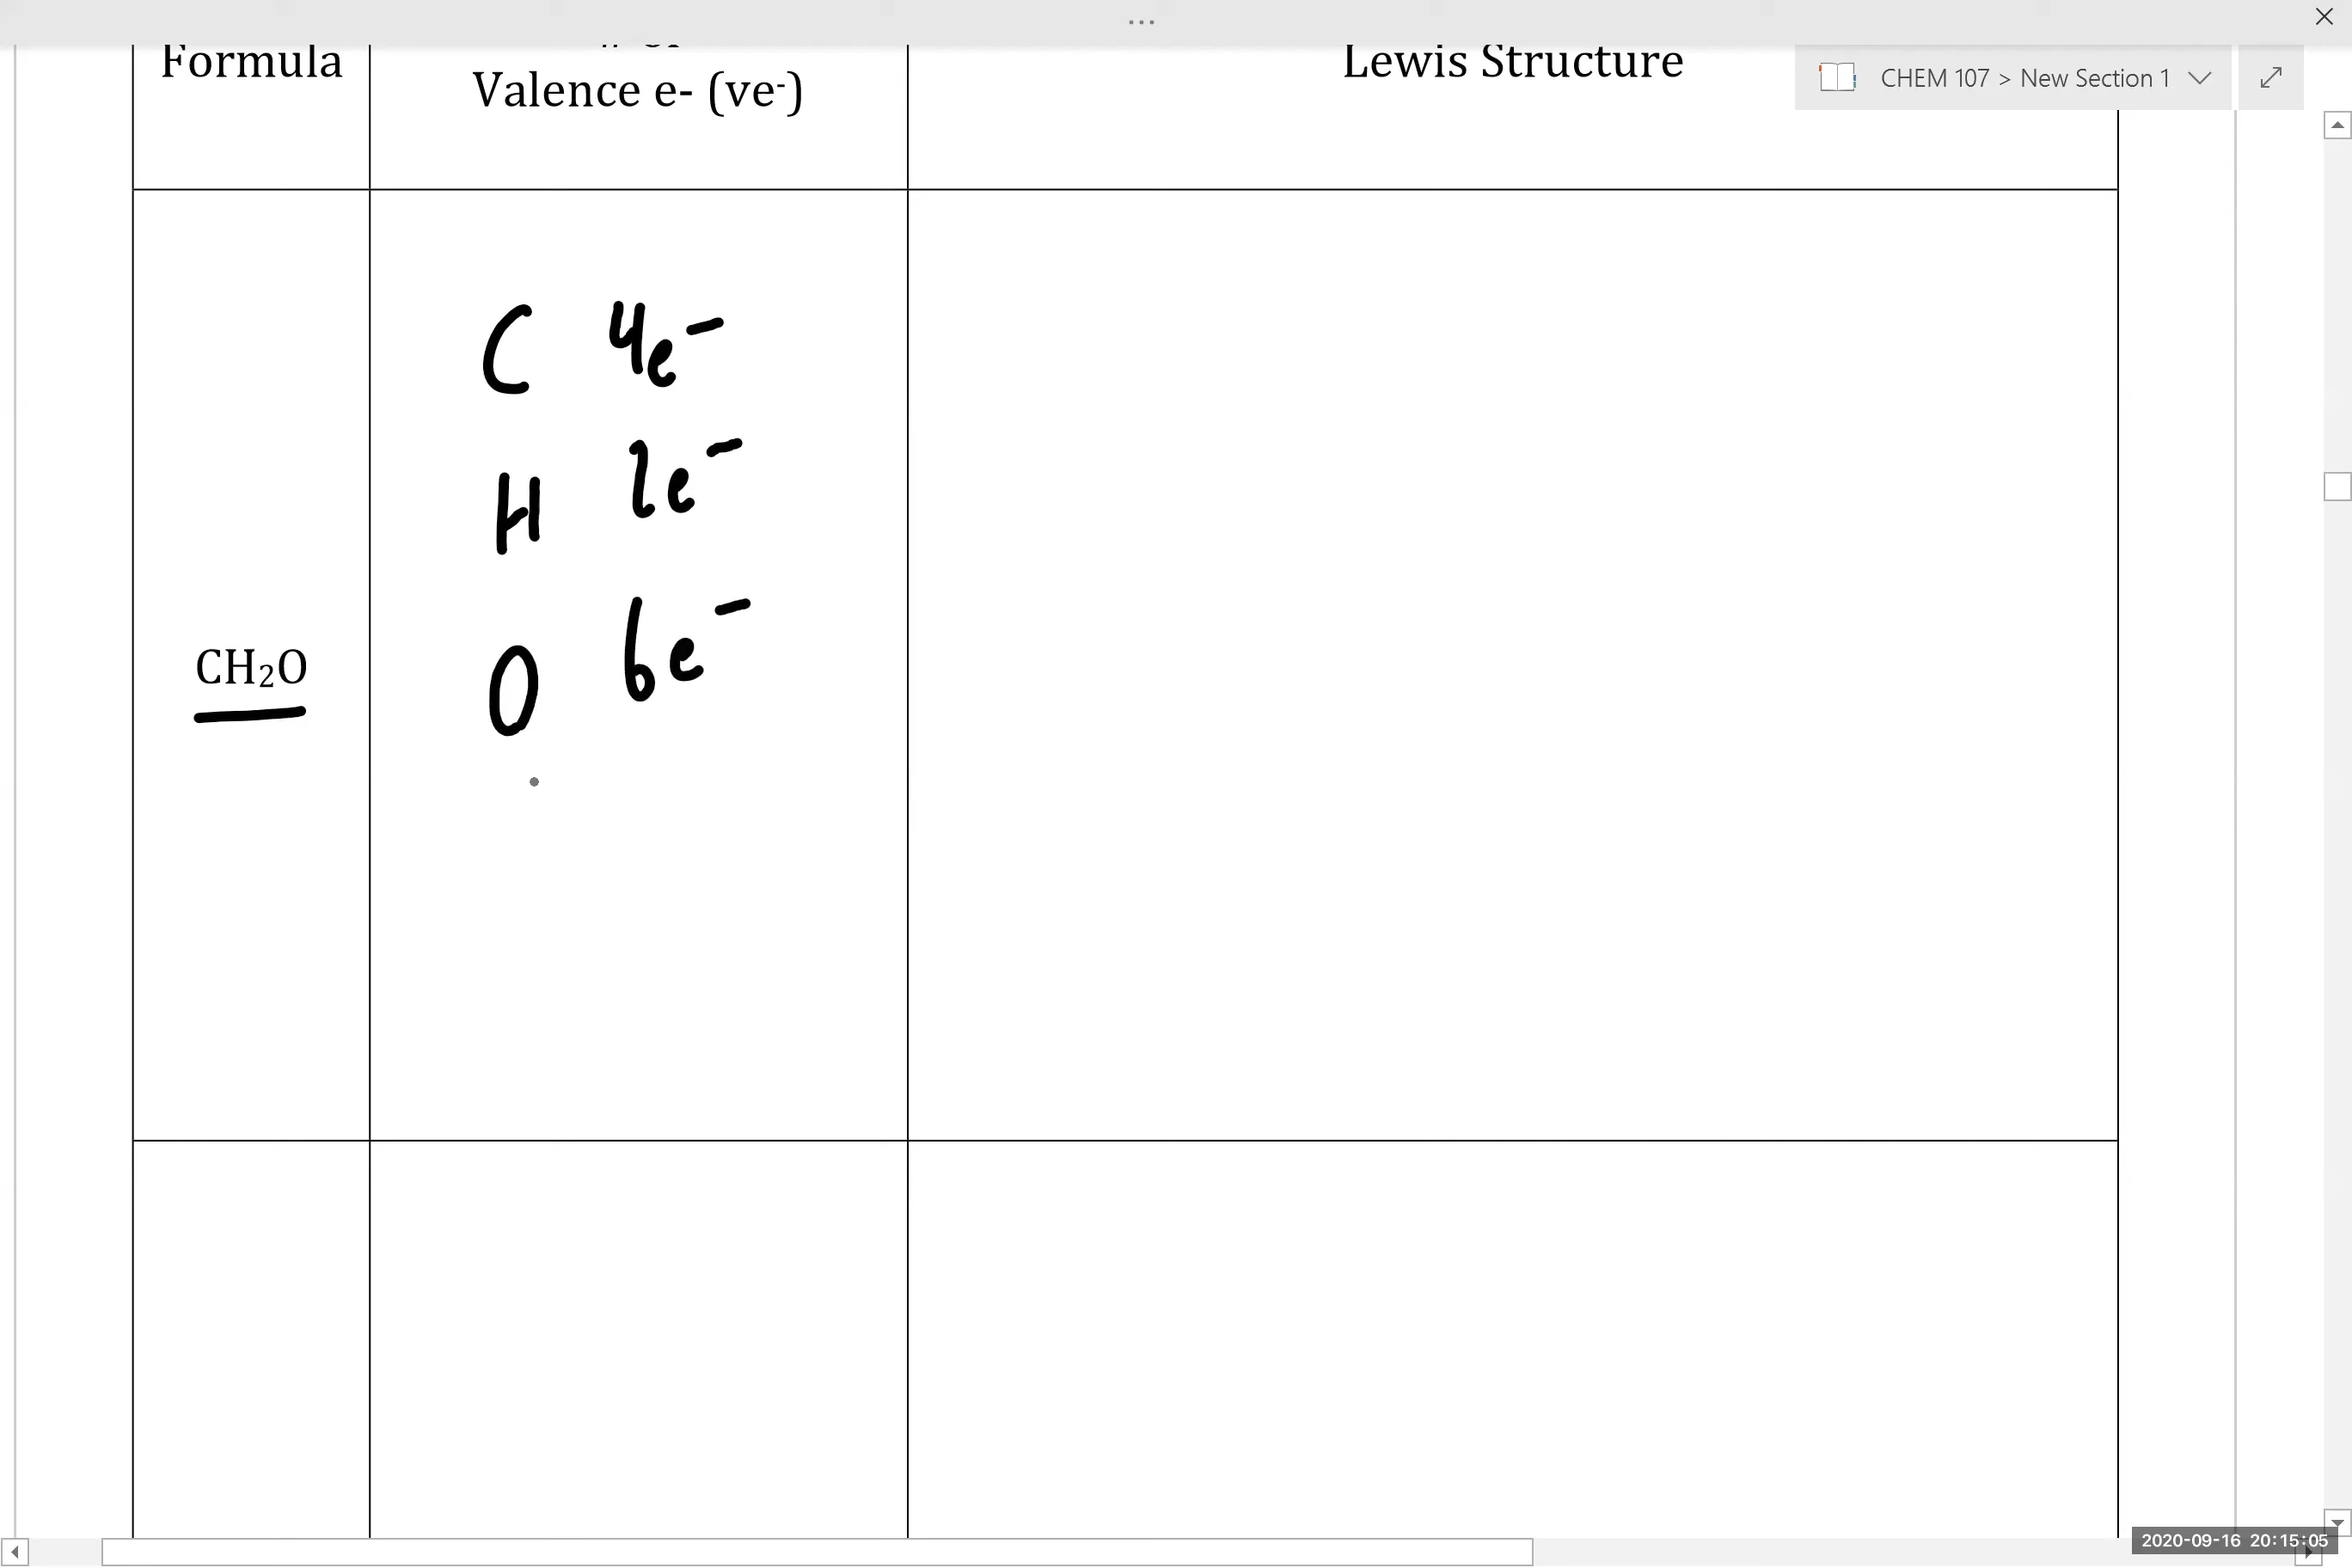 Formula
Valence e- (ve-)
Lewis Structure
CHEM 107 > New Section 1
C 4e⁻
H 2e⁻
O 6e⁻
CH₂O
2020-09-16 20:15:05